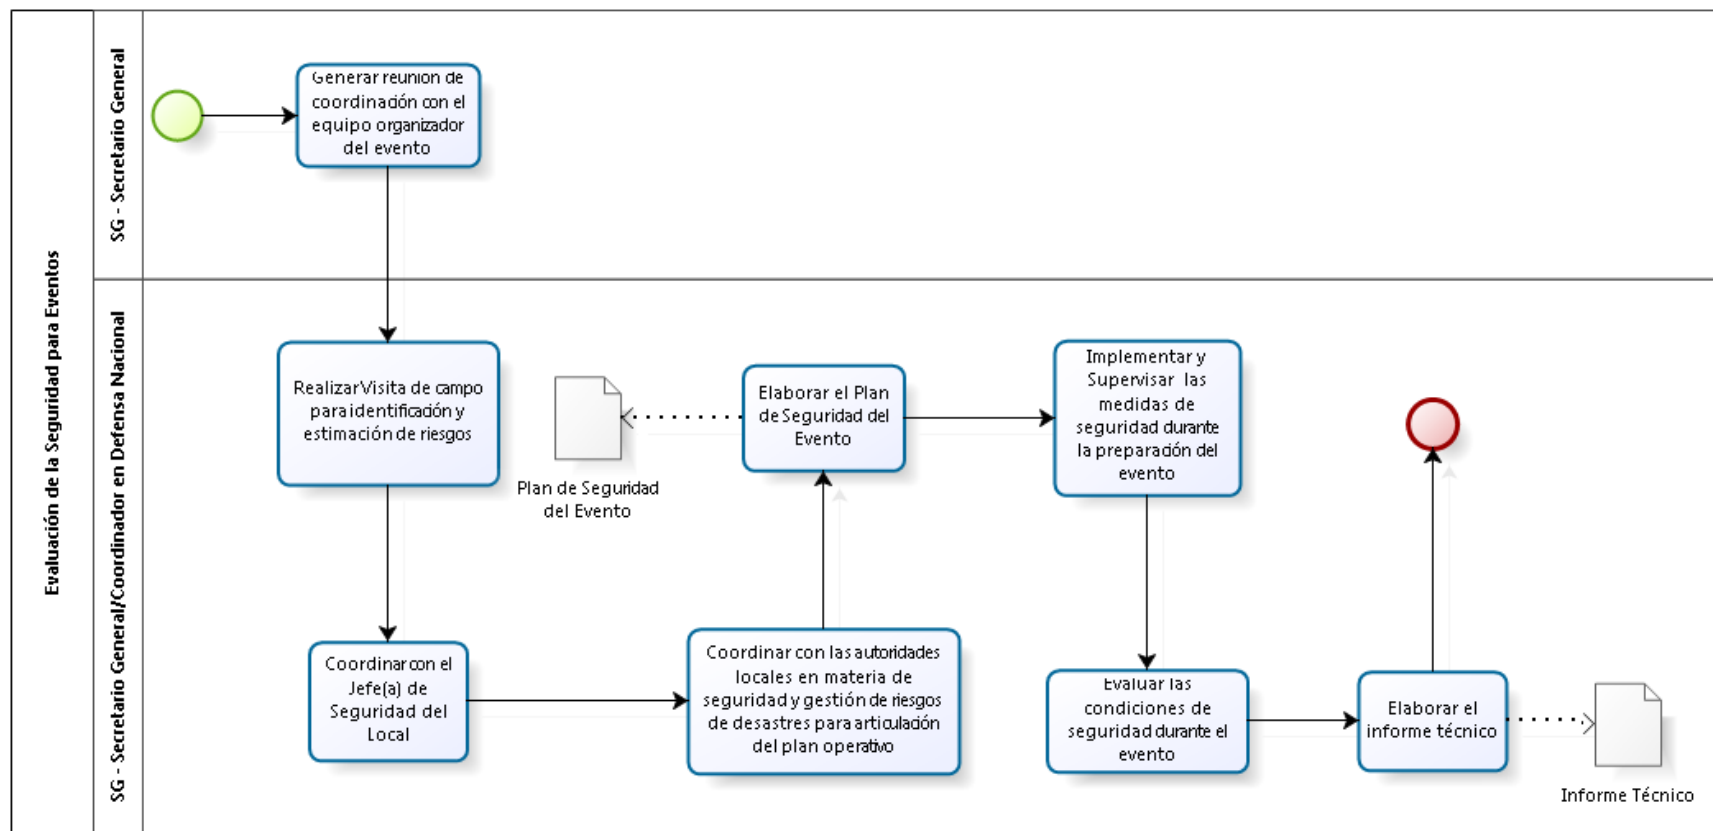 Evaluación de la Seguridad para Eventos
SG - Secretario General
Generar reunión de
coordinación con el
equipo organizador
del evento
SG - Secretario General/Coordinador en Defensa Nacional
Realizar Visita de campo
para identificación y
estimación de riesgos
Plan de Seguridad
del Evento
Elaborar el Plan
de Seguridad del
Evento
Implementar y
Supervisar las
medidas de
seguridad durante
la preparación del
evento
Coordinar con el
Jefe(a) de
Seguridad del
Local
Coordinar con las autoridades
locales en materia de
seguridad y gestión de riesgos
de desastres para articulación
del plan operativo
Evaluar las
condiciones de
seguridad durante el
evento
Elaborar el
informe técnico
Informe Técnico